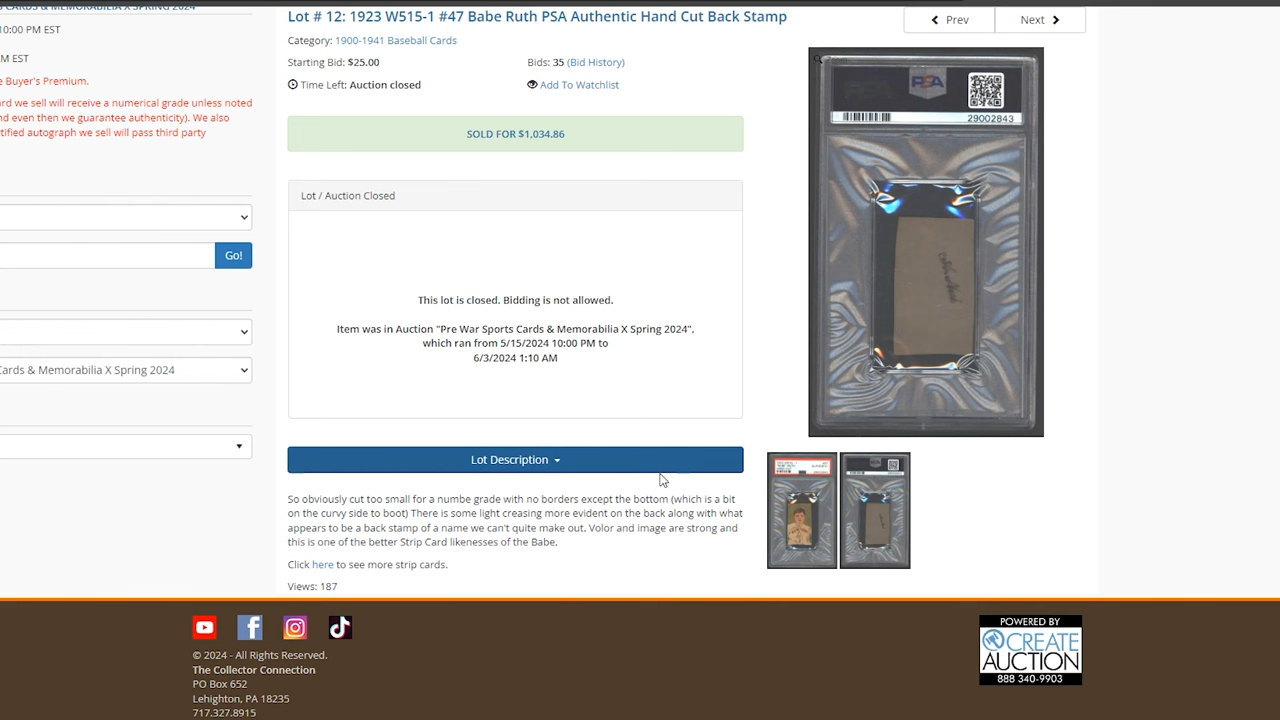 CARDS & MEMORABILIA X SPRING 2024
10:00 PM EST
M EST
e Buyer's Premium.
ard we sell will receive a numerical grade unless noted
nd even then we guarantee authenticity). We also
rtified autograph we sell will pass third party
Go!
Cards & Memorabilia X Spring 2024
Lot # 12: 1923 W515-1 #47 Babe Ruth PSA Authentic Hand Cut Back Stamp
Category: 1900-1941 Baseball Cards
Starting Bid: $25.00
Bids: 35 (Bid History)
Time Left: Auction closed
Add To Watchlist
SOLD FOR $1,034.86
Lot / Auction Closed
This lot is closed. Bidding is not allowed.
Item was in Auction "Pre War Sports Cards & Memorabilia X Spring 2024",
which ran from 5/15/2024 10:00 PM to
6/3/2024 1:10 AM
Lot Description
So obviously cut too small for a numbe grade with no borders except the bottom (which is a bit
on the curvy side to boot) There is some light creasing more evident on the back along with what
appears to be a back stamp of a name we can't quite make out. Volor and image are strong and
this is one of the better Strip Card likenesses of the Babe.
Click here to see more strip cards.
Views: 187
Prev
Next
PSA
29002843
© 2024 - All Rights Reserved.
The Collector Connection
PO Box 652
Lehighton, PA 18235
717.327.8915
POWERED BY
CREATE
AUCTION
888 340-9903